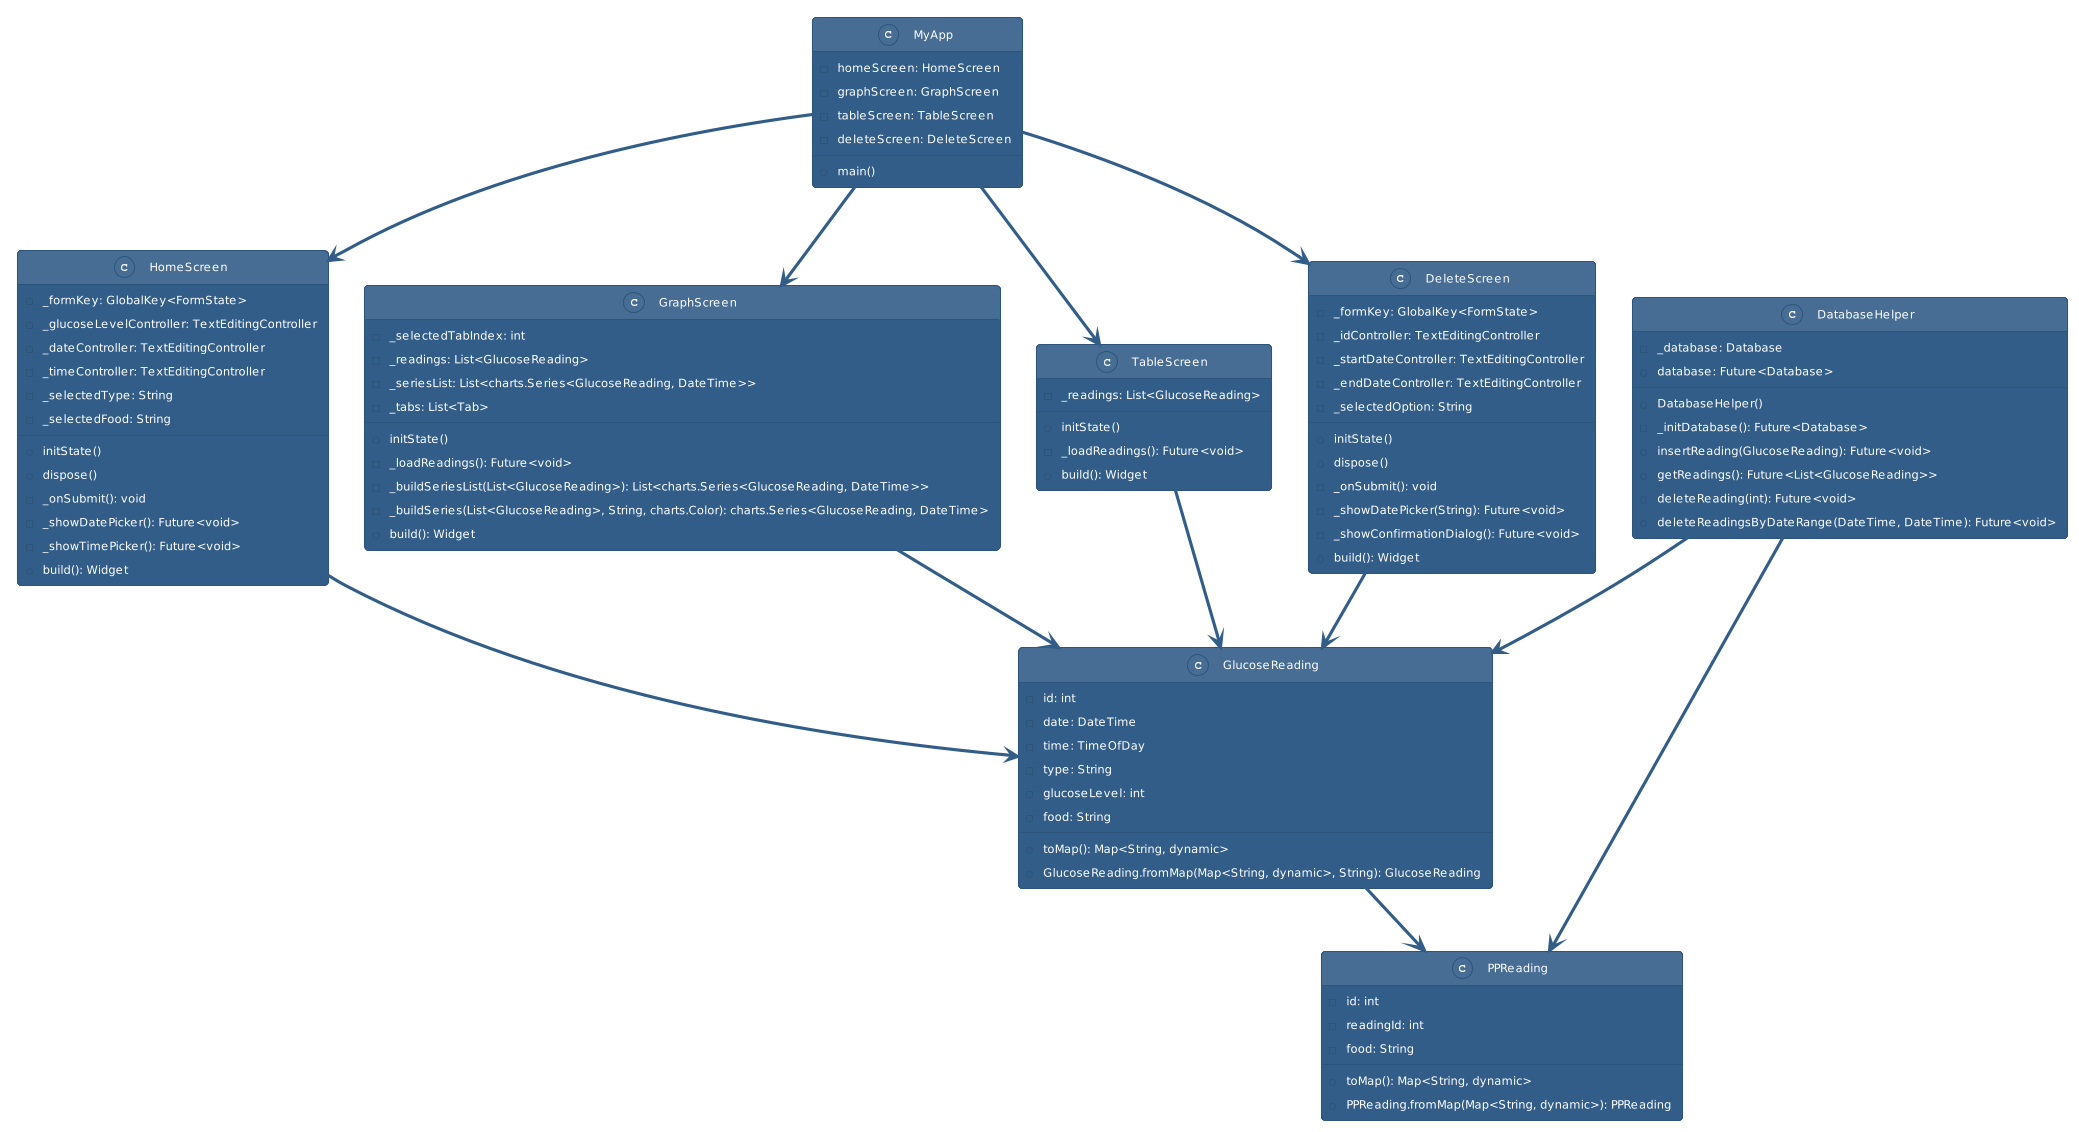 C MyApp
homeScreen: HomeScreen
graphScreen: GraphScreen
tableScreen: TableScreen
deleteScreen: DeleteScreen
main()
C HomeScreen
_formKey: GlobalKey<FormState>
_glucoseLevelController: TextEditingController
_dateController: TextEditingController
_timeController: TextEditingController
_selectedType: String
_selectedFood: String
initState()
dispose()
_onSubmit(): void
_showDatePicker(): Future<void>
_showTimePicker(): Future<void>
build(): Widget
C GraphScreen
_selectedTabIndex: int
_readings: List<GlucoseReading>
_seriesList: List<charts.Series<GlucoseReading, DateTime>>
_tabs: List<Tab>
initState()
_loadReadings(): Future<void>
_buildSeriesList(List<GlucoseReading>): List<charts.Series<GlucoseReading, DateTime>>
_buildSeries(List<GlucoseReading>, String, charts.Color): charts.Series<GlucoseReading, DateTime>
build(): Widget
C TableScreen
_readings: List<GlucoseReading>
initState()
_loadReadings(): Future<void>
build(): Widget
C DeleteScreen
_formKey: GlobalKey<FormState>
_idController: TextEditingController
_startDateController: TextEditingController
_endDateController: TextEditingController
_selectedOption: String
initState()
dispose()
_onSubmit(): void
_showDatePicker(String): Future<void>
_showConfirmationDialog(): Future<void>
build(): Widget
C DatabaseHelper
_database: Database
database: Future<Database>
DatabaseHelper()
_initDatabase(): Future<Database>
insertReading(GlucoseReading): Future<void>
getReadings(): Future<List<GlucoseReading>>
deleteReading(int): Future<void>
deleteReadingsByDateRange(DateTime, DateTime): Future<void>
C GlucoseReading
id: int
date: DateTime
time: TimeOfDay
type: String
glucoseLevel: int
food: String
toMap(): Map<String, dynamic>
GlucoseReading.fromMap(Map<String, dynamic>, String): GlucoseReading
C PPReading
id: int
readingId: int
food: String
toMap(): Map<String, dynamic>
PPReading.fromMap(Map<String, dynamic>): PPReading